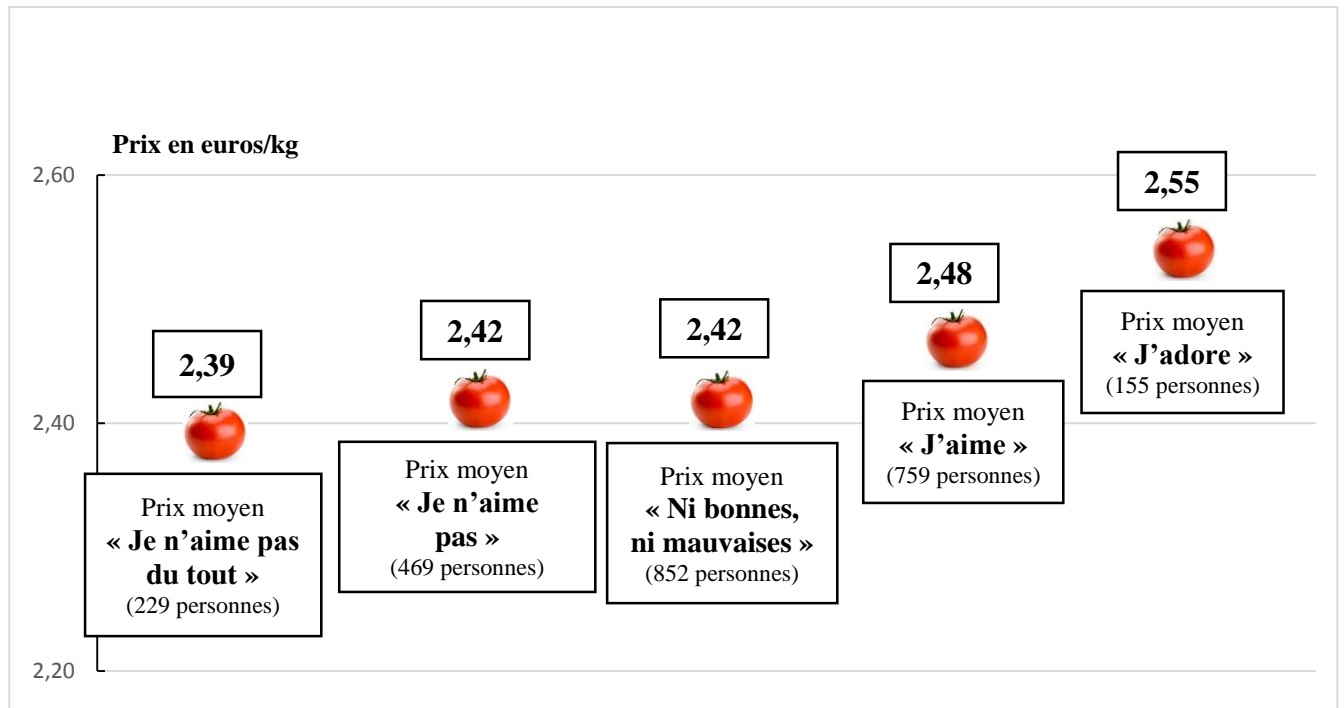 Prix en euros/kg
2,60
2,40
2,20
2,39
Prix moyen
« Je n’aime pas
du tout »
(229 personnes)
2,42
Prix moyen
« Je n’aime
pas »
(469 personnes)
2,42
Prix moyen
« Ni bonnes,
ni mauvaises »
(852 personnes)
2,48
Prix moyen
« J’aime »
(759 personnes)
2,55
Prix moyen
« J’adore »
(155 personnes)